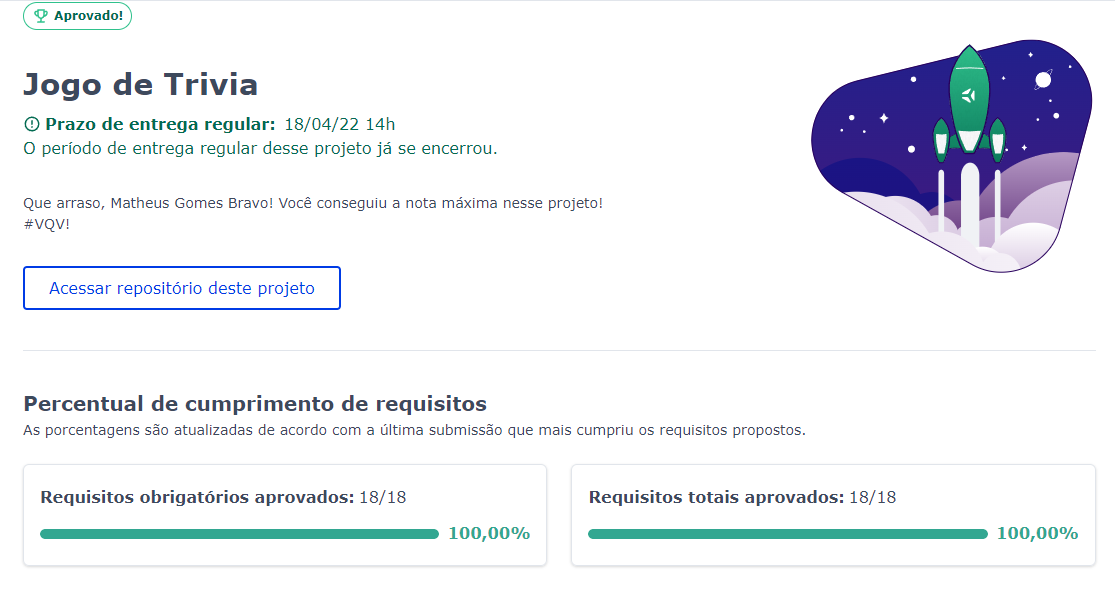 Aprovado!
Jogo de Trivia
Prazo de entrega regular: 18/04/22 14h
O período de entrega regular desse projeto já se encerrou.
Que arraso, Matheus Gomes Bravo! Você conseguiu a nota máxima nesse projeto!
#VQV!
Acessar repositório deste projeto
Percentual de cumprimento de requisitos
As porcentagens são atualizadas de acordo com a última submissão que mais cumpriu os requisitos propostos.
Requisitos obrigatórios aprovados: 18/18
100,00%
Requisitos totais aprovados: 18/18
100,00%